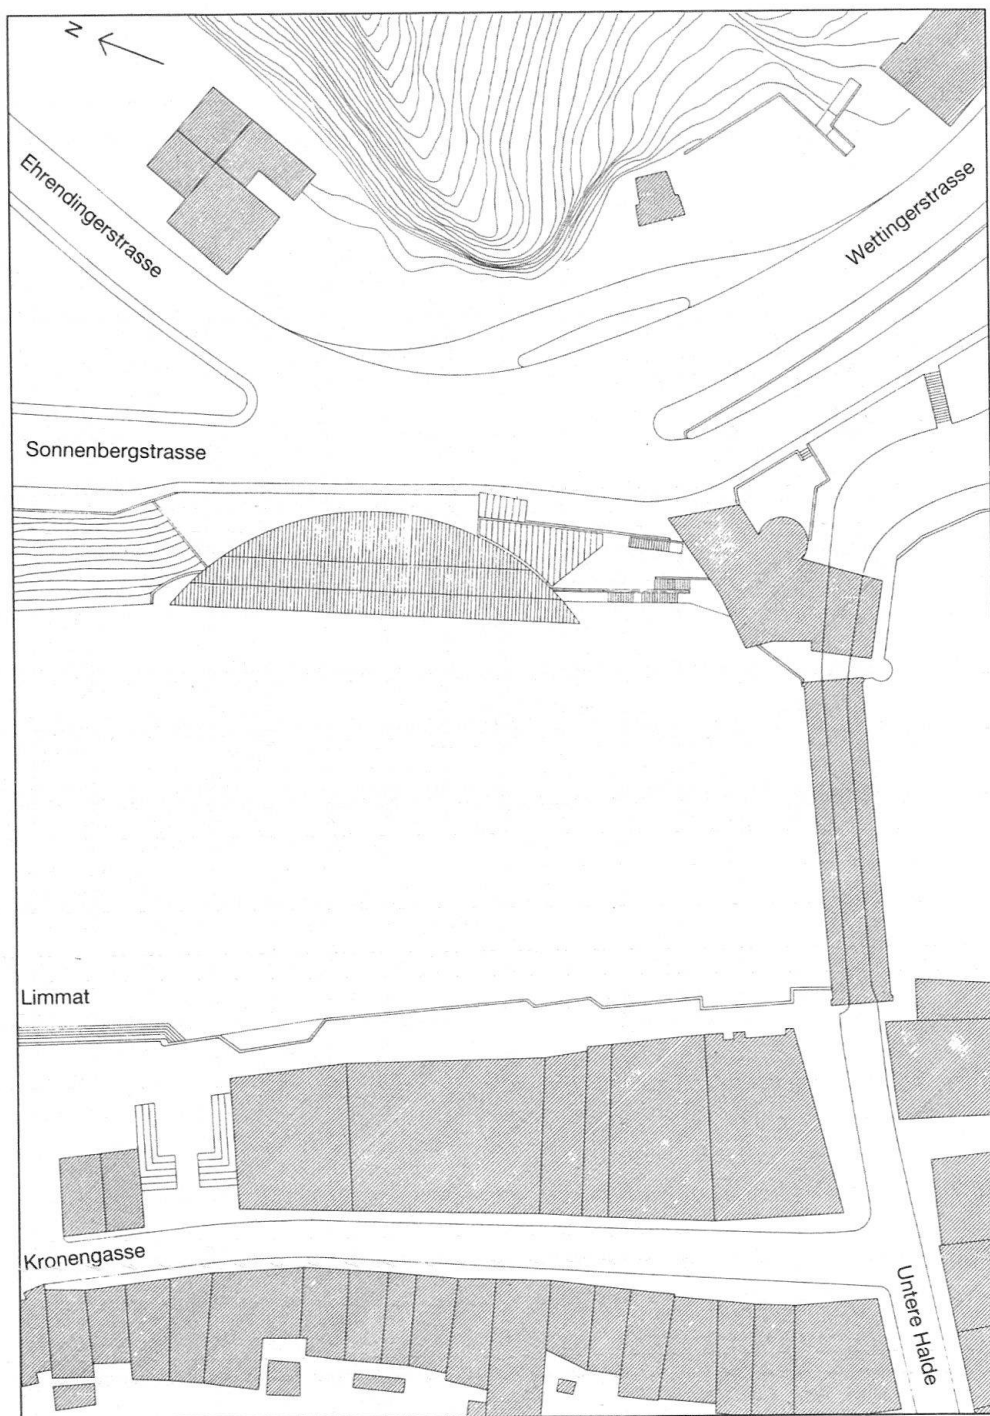 N
Ehrendingerstrasse
Wettingerstrasse
Sonnenbergstrasse
Limmat
Kronengasse
Untere Halde